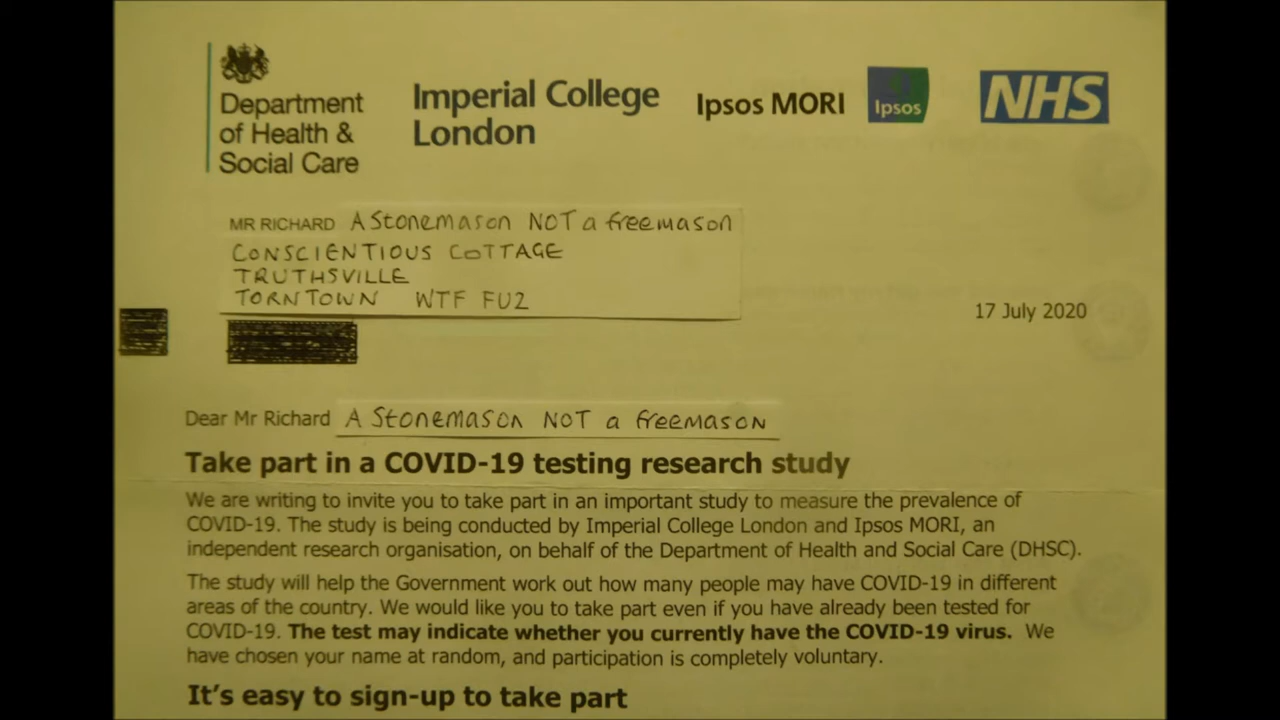 Department
of Health &
Social Care
Imperial College
London
Ipsos MORI
Ipsos
NHS
MR RICHARD A Stonemason NOT a freemason
CONSCIENTIOUS COTTAGE
TRUTHSVILLE
TORNTOWN WTF FU2
17 July 2020
Dear Mr Richard A Stonemason NOT a freemason
Take part in a COVID-19 testing research study
We are writing to invite you to take part in an important study to measure the prevalence of
COVID-19. The study is being conducted by Imperial College London and Ipsos MORI, an
independent research organisation, on behalf of the Department of Health and Social Care (DHSC).
The study will help the Government work out how many people may have COVID-19 in different
areas of the country. We would like you to take part even if you have already been tested for
COVID-19. The test may indicate whether you currently have the COVID-19 virus. We
have chosen your name at random, and participation is completely voluntary.
It's easy to sign-up to take part